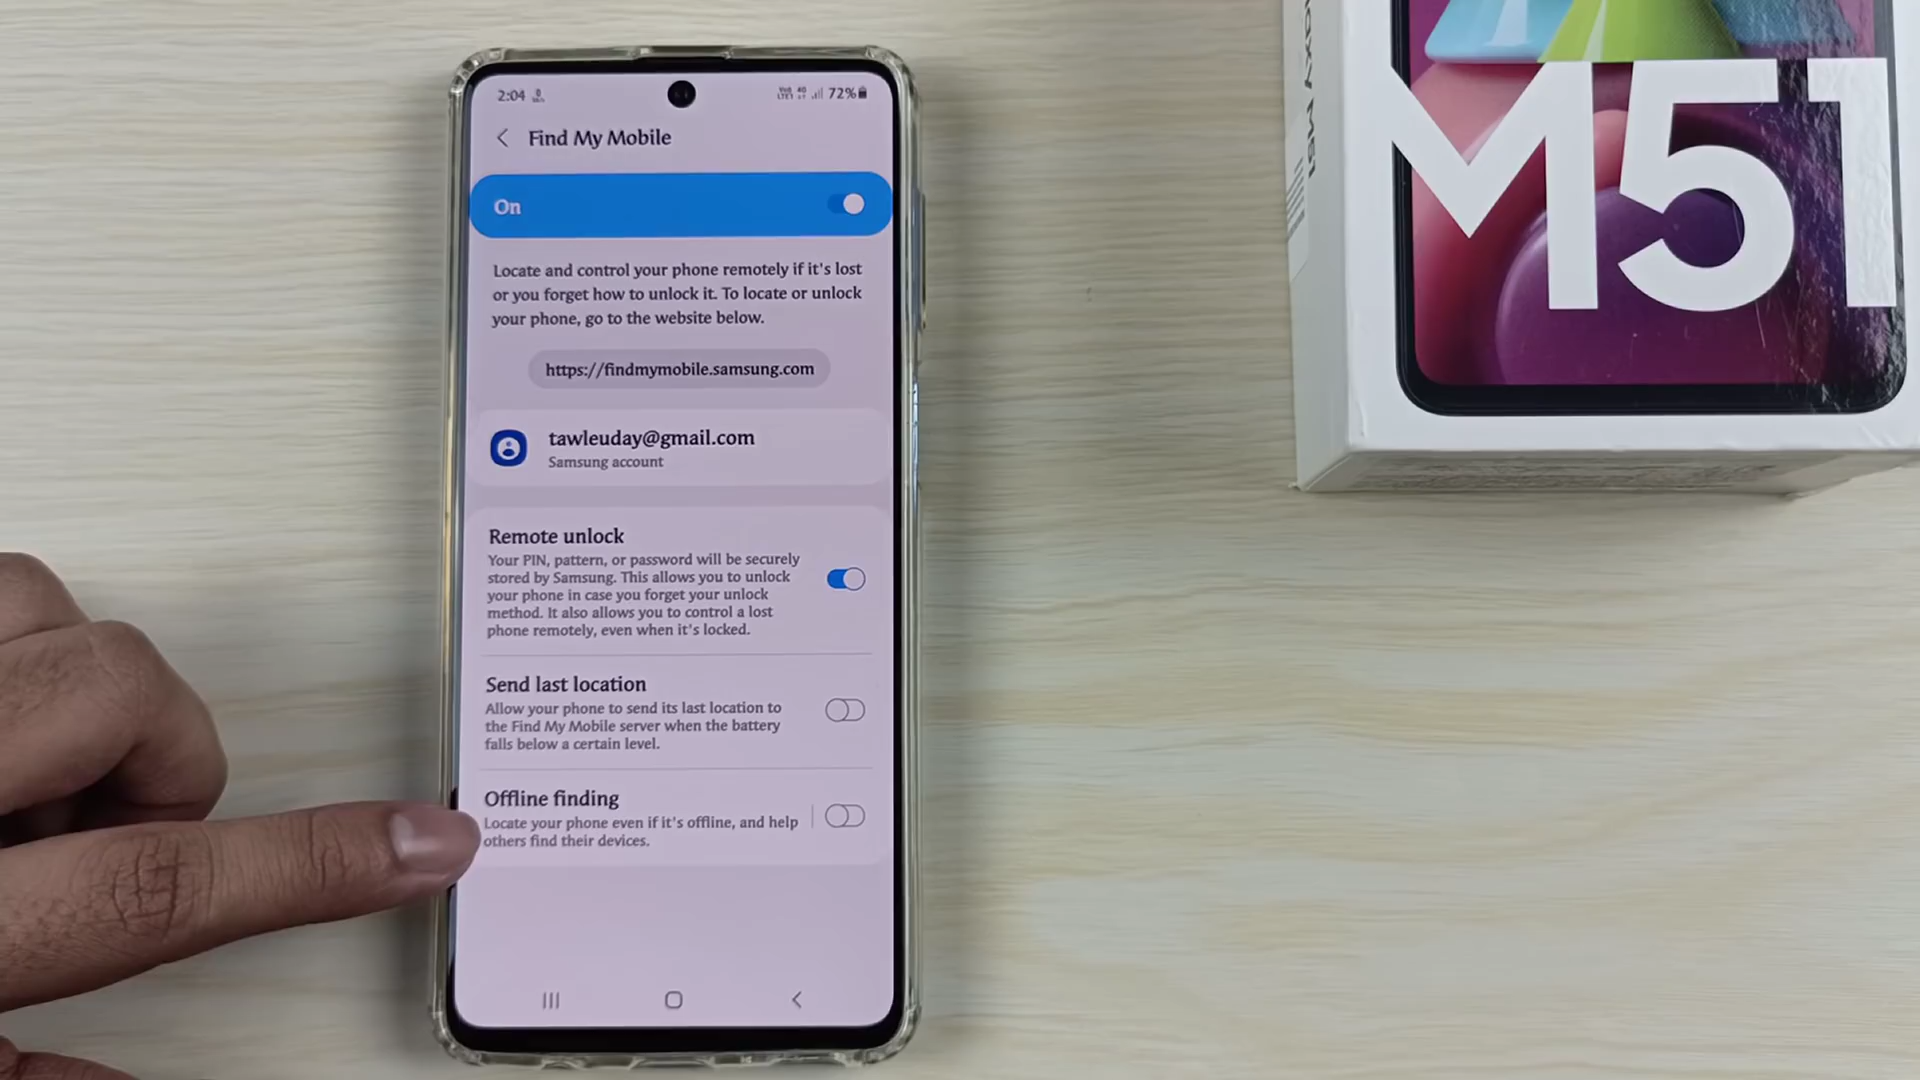 2:04
72%
Find My Mobile
On
Locate and control your phone remotely if it's lost
or you forget how to unlock it. To locate or unlock
your phone, go to the website below.
https://findmymobile.samsung.com
tawleuday@gmail.com
Samsung account
Remote unlock
Your PIN, pattern, or password will be securely
stored by Samsung. This allows you to unlock
your phone in case you forget your unlock
method. It also allows you to control a lost
phone remotely, even when it's locked.
Send last location
Allow your phone to send its last location to
the Find My Mobile server when the battery
falls below a certain level.
Offline finding
Locate your phone even if it's offline, and help
others find their devices.
M51